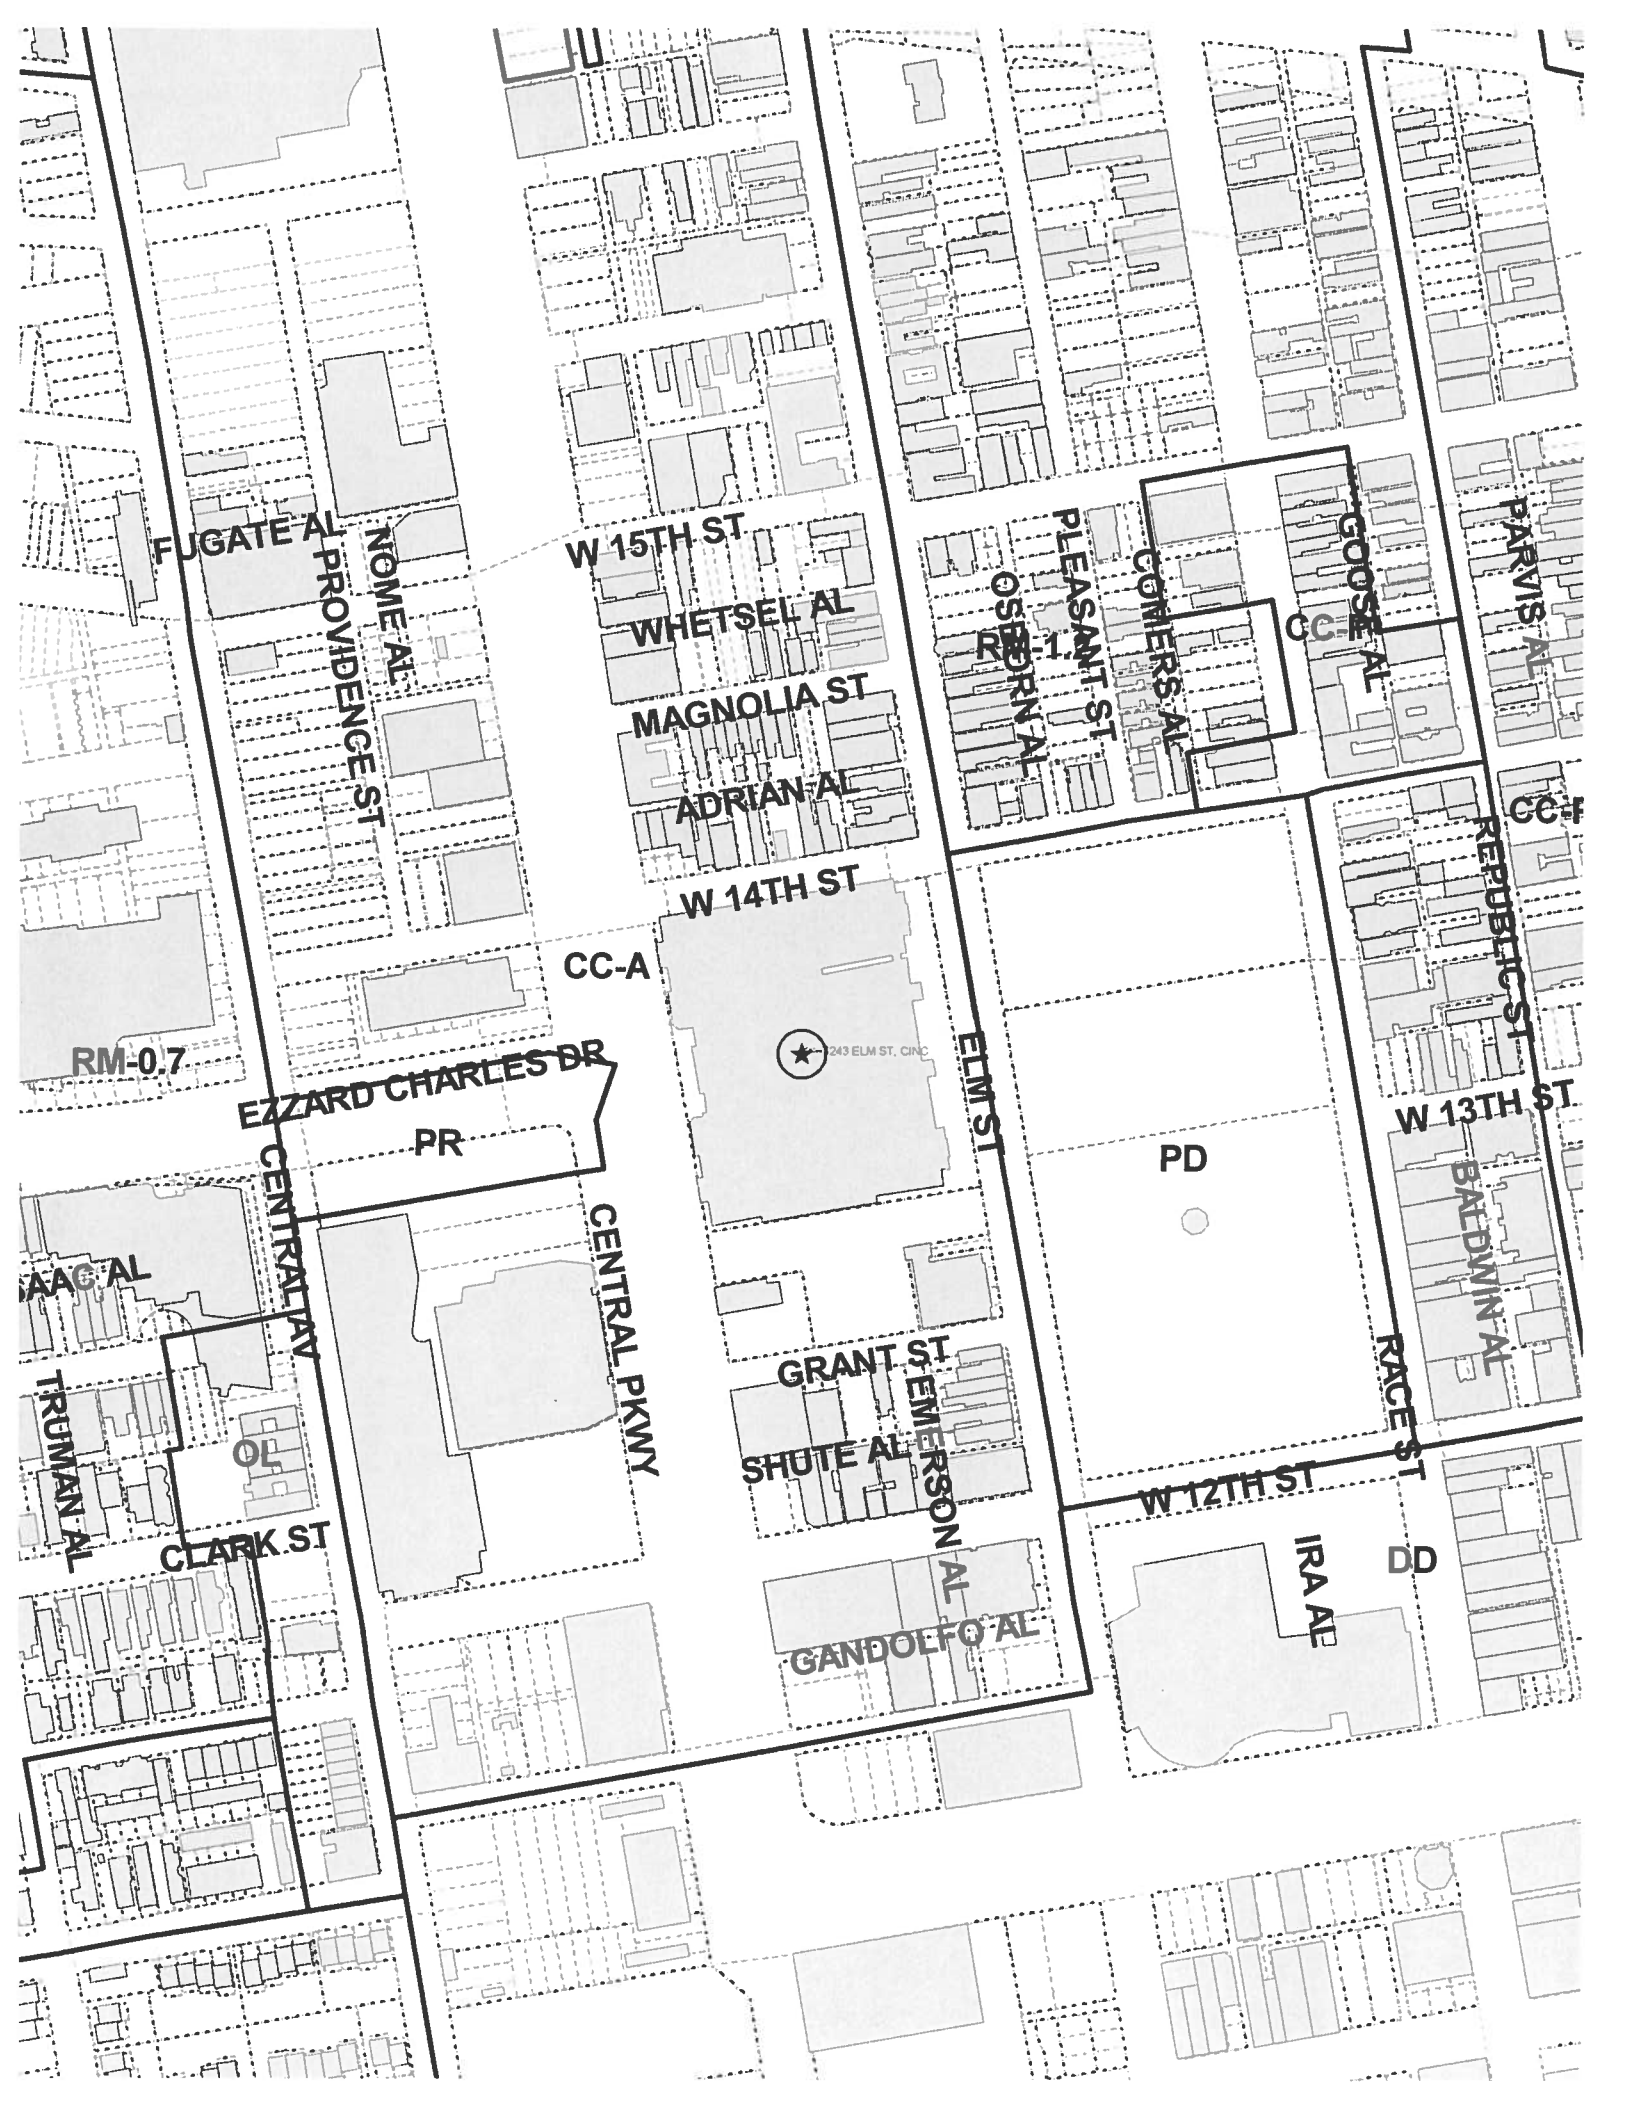 FUGATE AL
NOME AL
PROVIDENCE ST
W 15TH ST
WHETSEL AL
MAGNOLIA ST
ADRIAN AL
W 14TH ST
OSBORN AL
PLEASANT ST
COMERS AL
GOOSE AL
PARVIS AL
REPUBLIC ST
CC-A
RM-0.7
EZZARD CHARLES DR
PR
CENTRAL AV
CENTRAL PKWY
ELM ST
PD
W 13TH ST
BALDWIN AL
RACE ST
GRANT ST
EMERSON AL
SHUTE AL
TRUMAN AL
OL
CLARK ST
W 12TH ST
IRA AL
DD
GANDOLFO AL